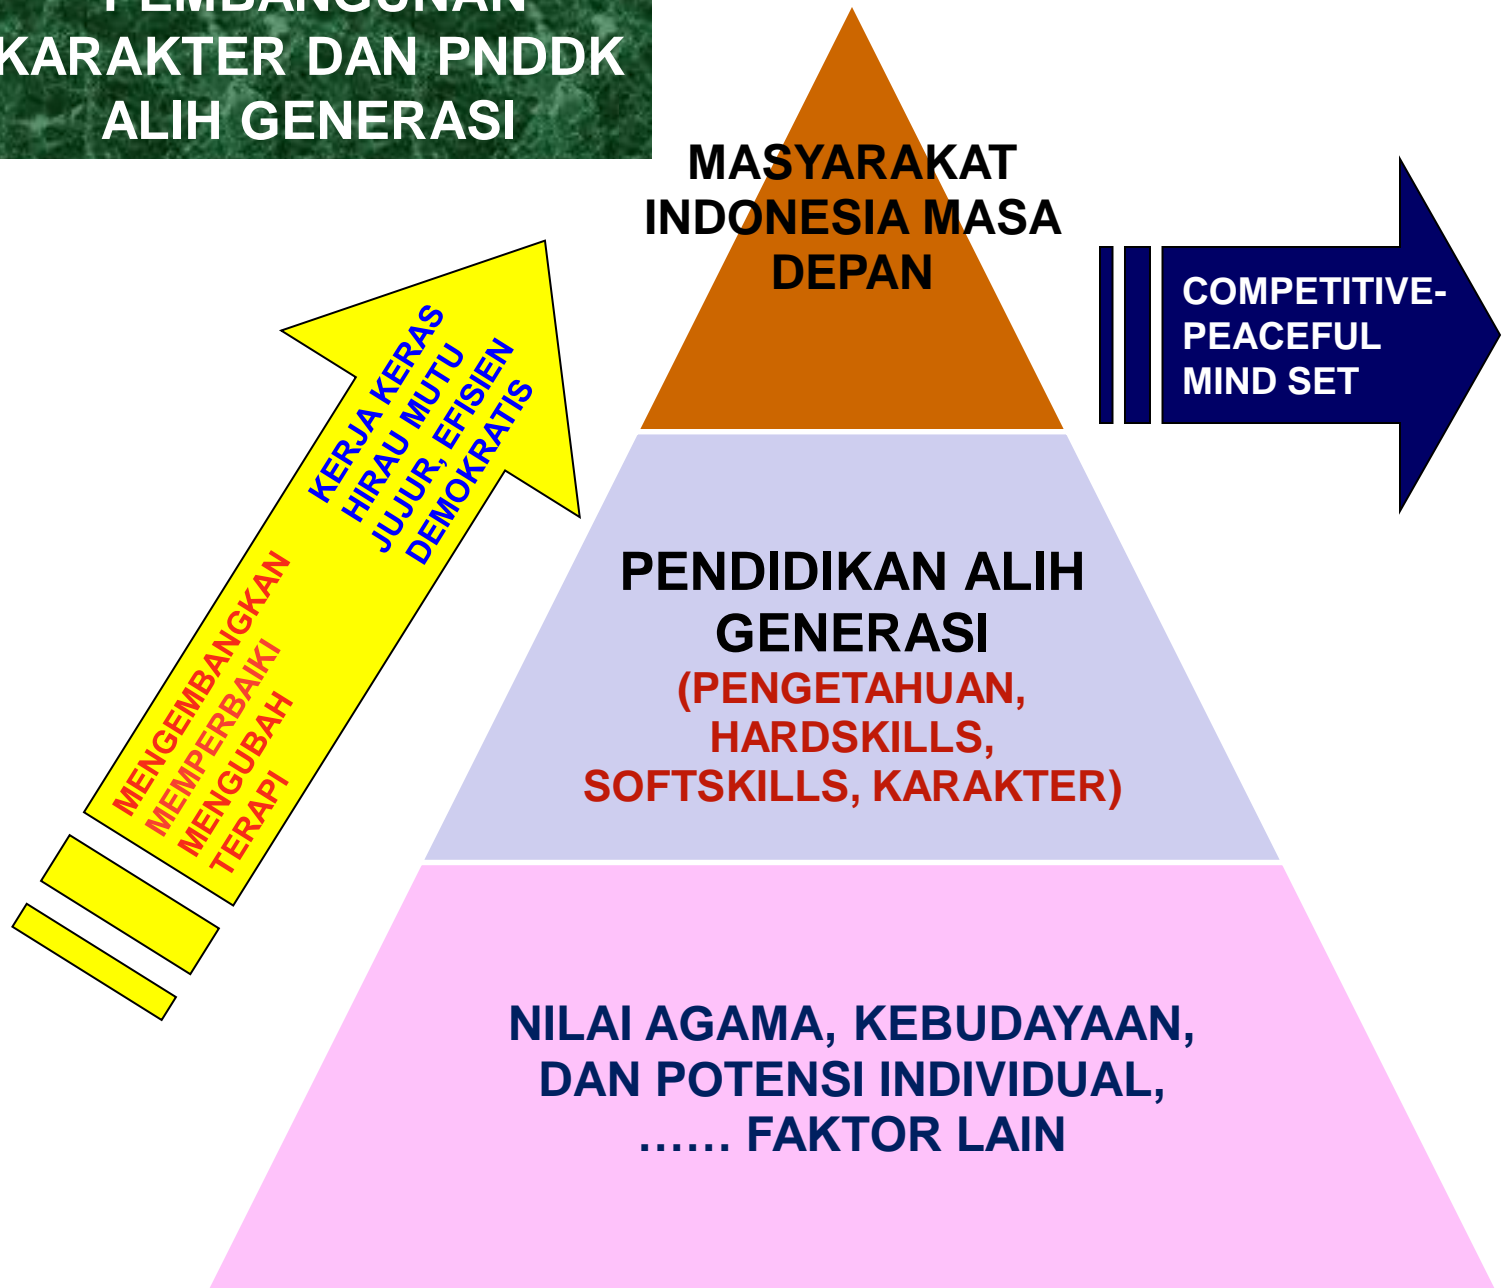 PEMBANGUNAN
KARAKTER DAN PNDDK
ALIH GENERASI
MASYARAKAT
INDONESIA MASA
DEPAN
COMPETITIVE-
PEACEFUL
MIND SET
KERJA KERAS
HIRAU MUTU
JUJUR, EFISIEN
DEMOKRATIS
MENGEMBANGKAN
MEMPERBAIKI
MENGUBAH
TERAPI
PENDIDIKAN ALIH
GENERASI
(PENGETAHUAN,
HARDSKILLS,
SOFTSKILLS, KARAKTER)
NILAI AGAMA, KEBUDAYAAN,
DAN POTENSI INDIVIDUAL,
…… FAKTOR LAIN